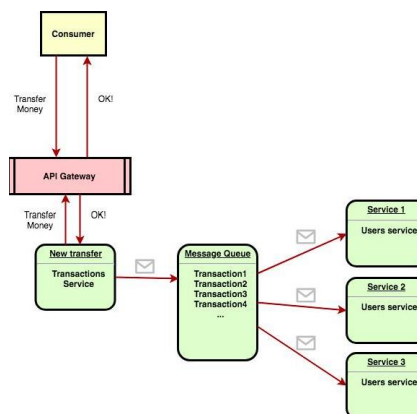 Consumer
Transfer
Money
OK!
API Gateway
Transfer
Money
OK!
New transfer
Transactions
Service
Message Queue
Transaction1
Transaction2
Transaction3
Transaction4
...
Service 1
Users service
Service 2
Users service
Service 3
Users service